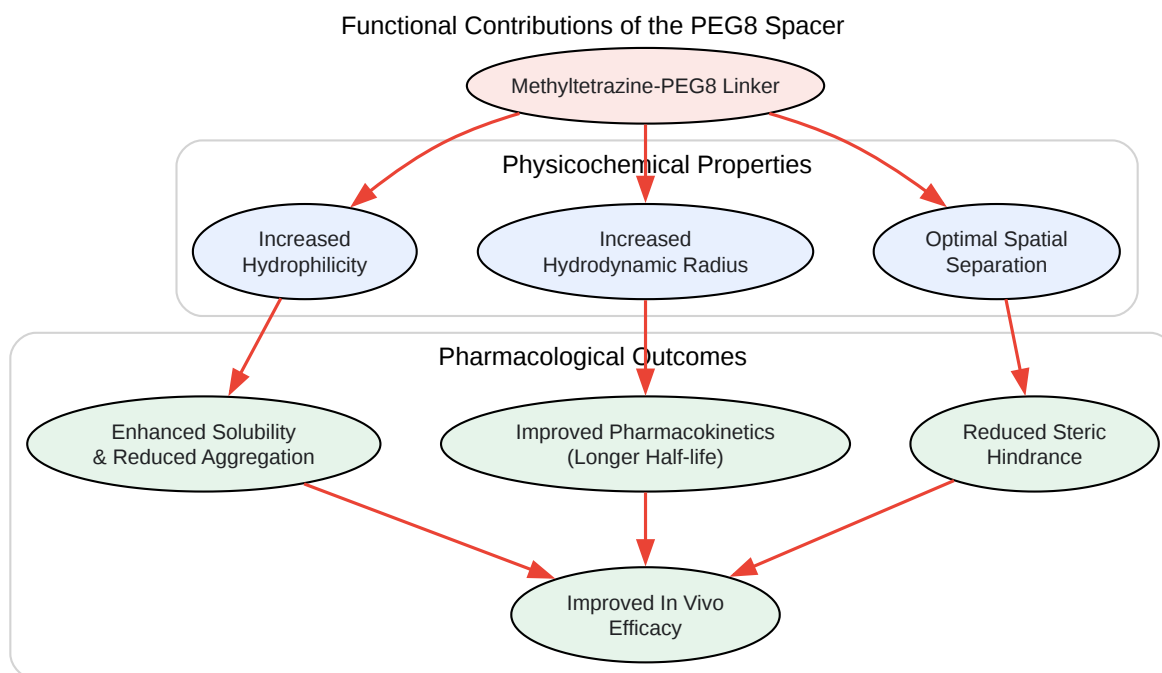 Functional Contributions of the PEG8 Spacer
Methyltetrazine-PEG8 Linker
Physicochemical Properties
Increased
Hydrophilicity
Increased
Hydrodynamic Radius
Optimal Spatial
Separation
Pharmacological Outcomes
Enhanced Solubility
& Reduced Aggregation
Improved Pharmacokinetics
(Longer Half-life)
Reduced Steric
Hindrance
Improved In Vivo
Efficacy